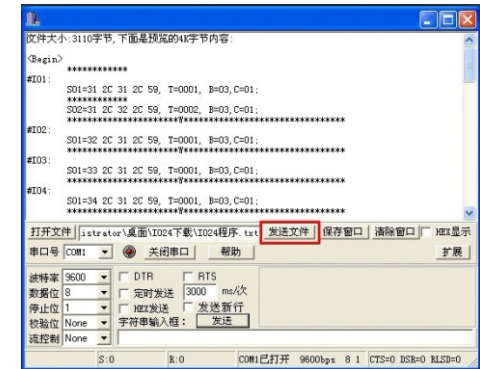 文件大小:3110字节,下面是预览的4K字节内容:
<Begin>
************
#I01:
S01=31 2C 31 2C 59, T=0001, B=03,C=01;
************
S02=31 2C 32 2C 59, T=0002, B=03,C=01;
*********************¥*****************************
#I02:
S01=32 2C 31 2C 59, T=0001, B=03,C=01;
*********************¥*****************************
#I03:
S01=33 2C 31 2C 59, T=0001, B=03,C=01;
*********************¥*****************************
#I04:
S01=34 2C 31 2C 59, T=0001, B=03,C=01;
*********************¥*****************************
打开文件 istrator\桌面\IO24下载\IO24程序.txt 发送文件 保存窗口 清除窗口 HEX显示
串口号 COM1 关闭串口 帮助 扩展
波特率 9600 DTR RTS
数据位 8 定时发送 3000 ms/次
停止位 1 HEX发送 发送新行
校验位 None 字符串输入框: 发送
流控制 None
S:0 R:0 COM1已打开 9600bps 8 1 CTS=0 DSR=0 RLSD=0